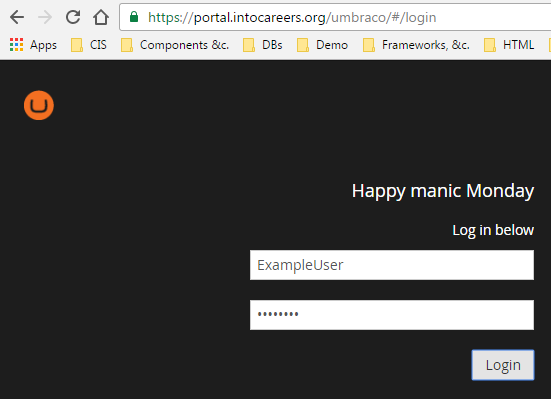 https://portal.intocareers.org/umbraco/#/login
Apps CIS Components &c. DBs Demo Frameworks, &c. HTML
Happy manic Monday
Log in below
ExampleUser
••••••••
Login